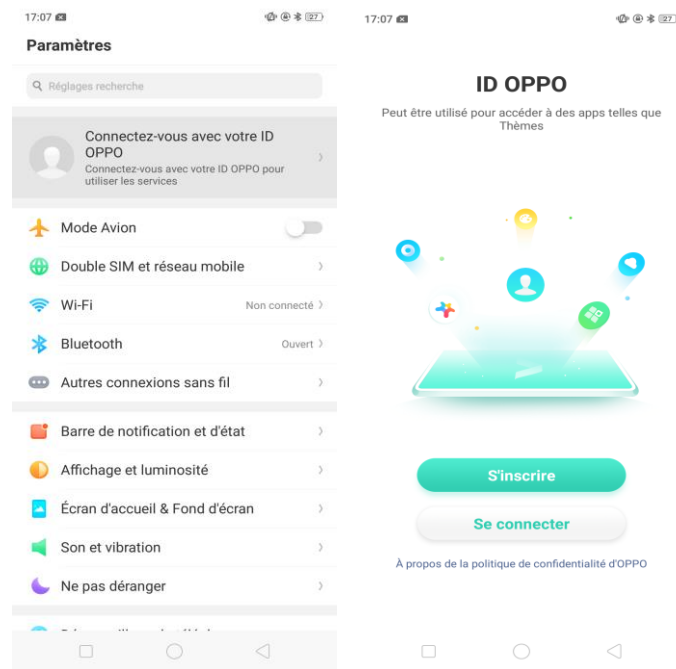 17:07
27
Paramètres
Réglages recherche
Connectez-vous avec votre ID
OPPO
Connectez-vous avec votre ID OPPO pour
utiliser les services
Mode Avion
Double SIM et réseau mobile
Wi-Fi
Non connecté
Bluetooth
Ouvert
Autres connexions sans fil
Barre de notification et d'état
Affichage et luminosité
Écran d'accueil & Fond d'écran
Son et vibration
Ne pas déranger
17:07
27
ID OPPO
Peut être utilisé pour accéder à des apps telles que
Thèmes
S'inscrire
Se connecter
À propos de la politique de confidentialité d'OPPO